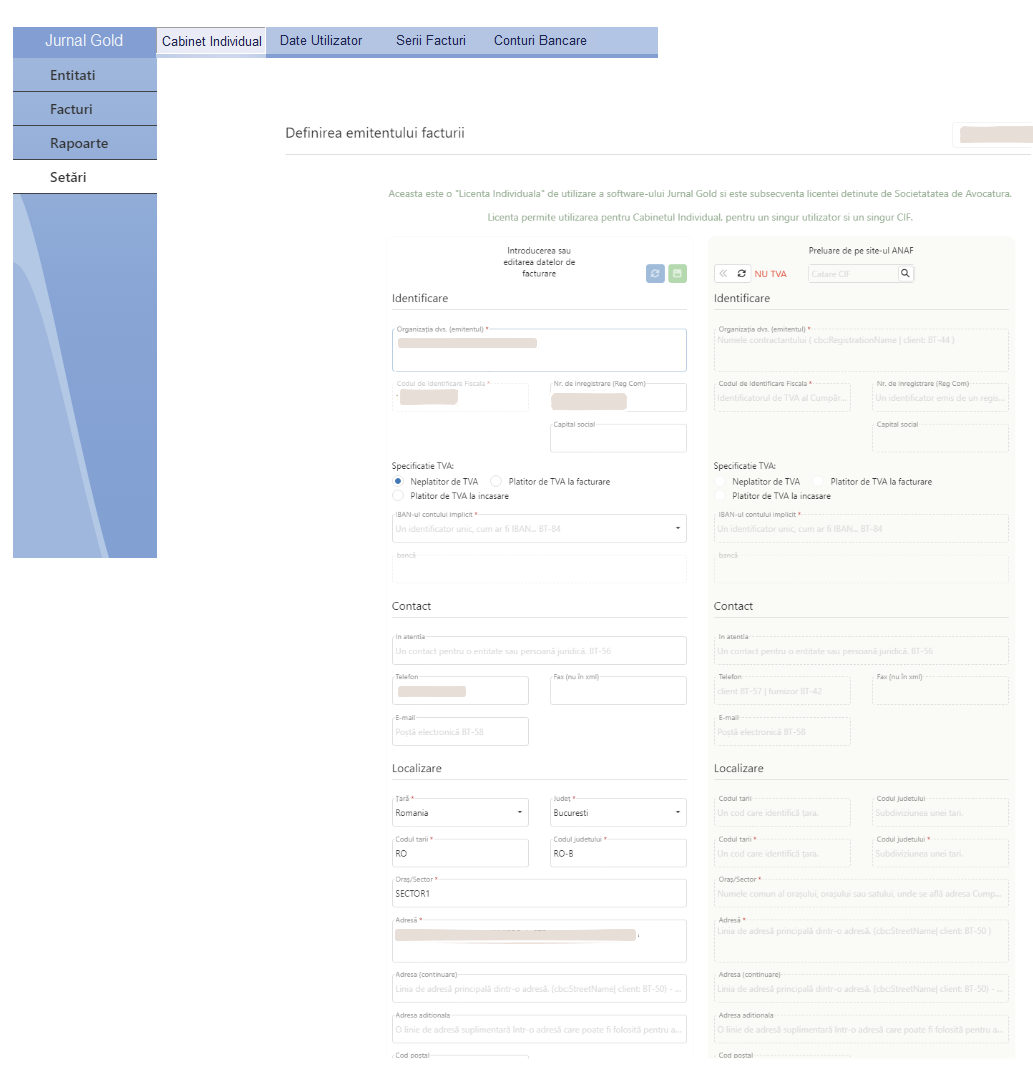 Jurnal Gold
Cabinet Individual
Date Utilizator
Serii Facturi
Conturi Bancare
Entitati
Facturi
Rapoarte
Setări
Definirea emitentului facturii
Aceasta este o "Licenta Individuala" de utilizare a software-ului Jurnal Gold si este subsecventa licentei detinute de Societatatea de Avocatura.
Licenta permite utilizarea pentru Cabinetul Individual, pentru un singur utilizator si un singur CIF.
Introducerea sau
editarea datelor de
facturare
Identificare
Organizația dvs. (emitentul) *
Codul de Identificare Fiscala *
Nr. de inregistrare (Reg Com)
Capital social
Specificatie TVA:
Neplatitor de TVA
Platitor de TVA la facturare
Platitor de TVA la incasare
IBAN-ul contului implicit *
Un identificator unic, cum ar fi IBAN... BT-84
bancă
Contact
In atentia
Un contact pentru o entitate sau persoană juridică. BT-56
Telefon
Fax (nu în xml)
E-mail
Poștă electronică BT-58
Localizare
Țară *
Romania
Județ *
Bucuresti
Codul tarii *
RO
Codul județului *
RO-B
Oraș/Sector *
SECTOR1
Adresă *
Adresa (continuare)
Linia de adresă principală dintr-o adresă. (cbc:StreetName| client: BT-50) – ...
Adresa aditionala
O linie de adresă suplimentară într-o adresă care poate fi folosită pentru a...
Cod postal
Preluare de pe site-ul ANAF
NU TVA
Catare CIF
Identificare
Organizația dvs. (emitentul) *
Numele contractantului ( cbc:RegistrationName | client: BT-44 )
Codul de Identificare Fiscala *
Identificatorul de TVA al Cumpăr...
Nr. de inregistrare (Reg Com)
Un identificator emis de un regis...
Capital social
Specificatie TVA:
Neplatitor de TVA
Platitor de TVA la facturare
Platitor de TVA la incasare
IBAN-ul contului implicit *
Un identificator unic, cum ar fi IBAN... BT-84
bancă
Contact
In atentia
Un contact pentru o entitate sau persoană juridică. BT-56
Telefon
client BT-57 | furnizor BT-42
Fax (nu în xml)
E-mail
Poștă electronică BT-58
Localizare
Codul tarii
Un cod care identifică țara.
Codul județului
Subdiviziunea unei țari.
Codul tarii *
Un cod care identifică țara.
Codul județului *
Subdiviziunea unei țari.
Oraș/Sector *
Numele comun al orașului, orașului sau satului, unde se află adresa Cump...
Adresă *
Linia de adresă principală dintr-o adresă. (cbc:StreetName| client: BT-50 )
Adresa (continuare)
Linia de adresă principală dintr-o adresă. (cbc:StreetName| client: BT-50) – ...
Adresa aditionala
O linie de adresă suplimentară într-o adresă care poate fi folosită pentru a...
Cod postal